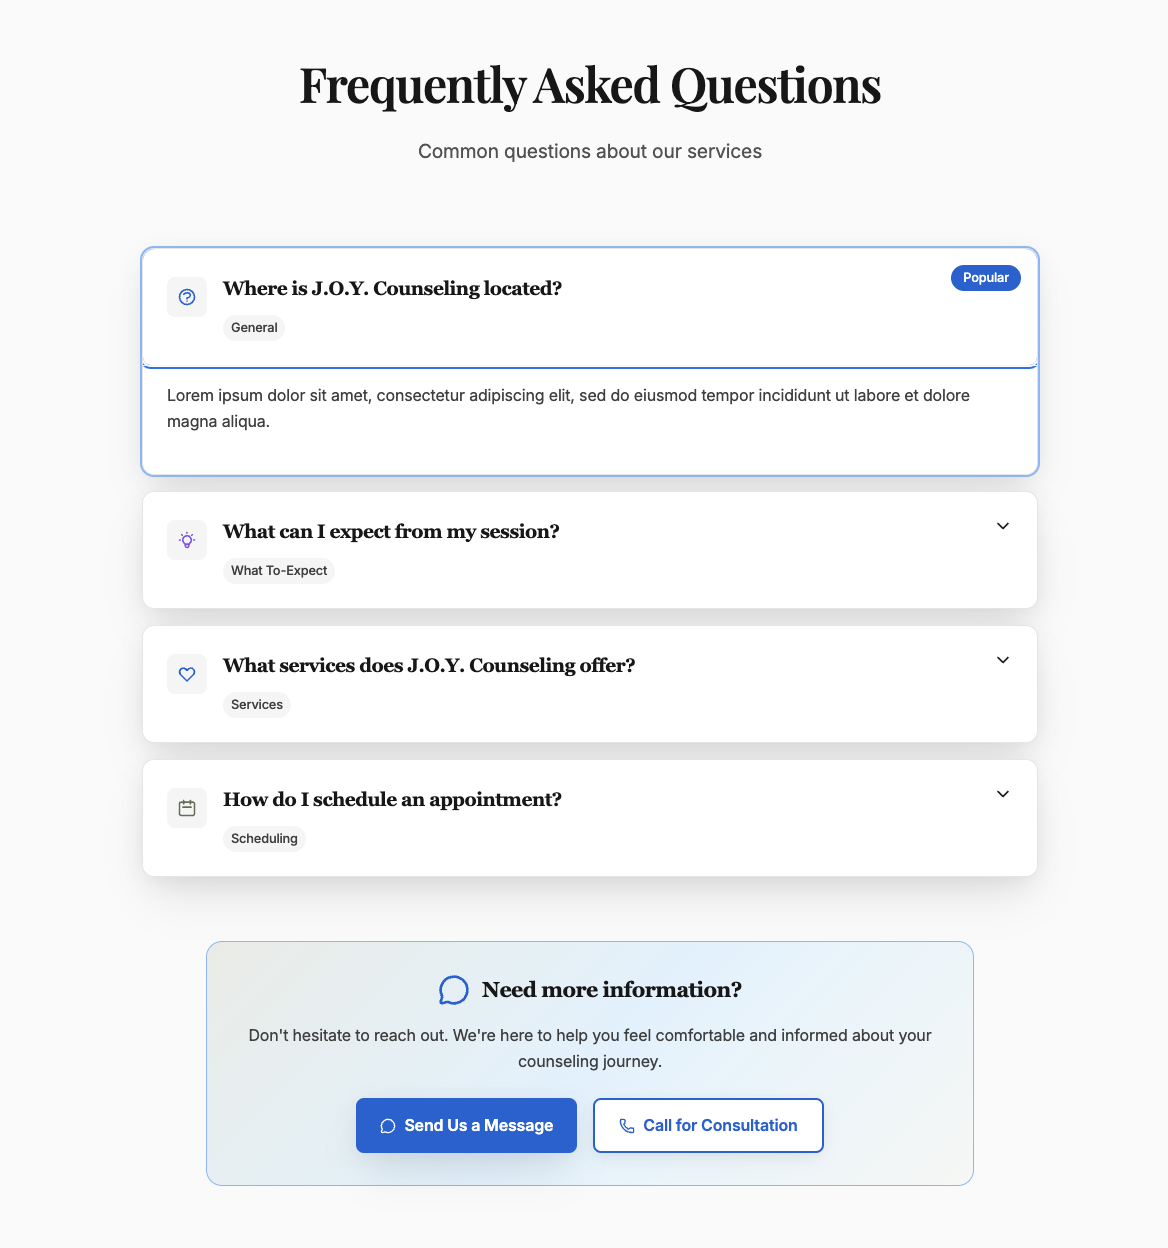 Frequently Asked Questions
Common questions about our services
Where is J.O.Y. Counseling located?
Popular
General
Lorem ipsum dolor sit amet, consectetur adipiscing elit, sed do eiusmod tempor incididunt ut labore et dolore
magna aliqua.
What can I expect from my session?
What To-Expect
What services does J.O.Y. Counseling offer?
Services
How do I schedule an appointment?
Scheduling
Need more information?
Don't hesitate to reach out. We're here to help you feel comfortable and informed about your
counseling journey.
Send Us a Message
Call for Consultation